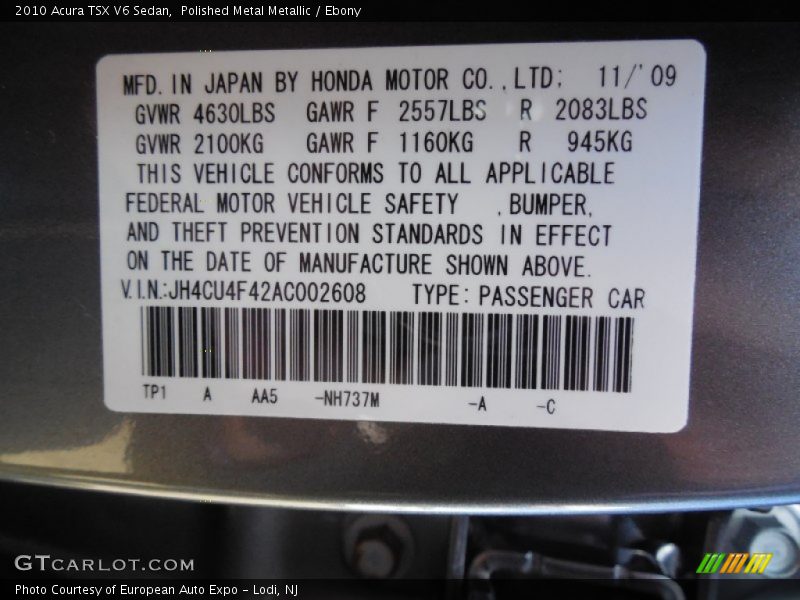 2010 Acura TSX V6 Sedan,  Polished Metal Metallic / Ebony
MFD. IN JAPAN BY HONDA MOTOR CO., LTD; 11/'09
GVWR 4630LBS GAWR F 2557LBS R 2083LBS
GVWR 2100KG GAWR F 1160KG R 945KG
THIS VEHICLE CONFORMS TO ALL APPLICABLE
FEDERAL MOTOR VEHICLE SAFETY , BUMPER,
AND THEFT PREVENTION STANDARDS IN EFFECT
ON THE DATE OF MANUFACTURE SHOWN ABOVE.
V.I.N.:JH4CU4F42AC002608 TYPE: PASSENGER CAR
TP1 A AA5 -NH737M -A -C
GTCARLOT.COM
Photo Courtesy of European Auto Expo - Lodi, NJ